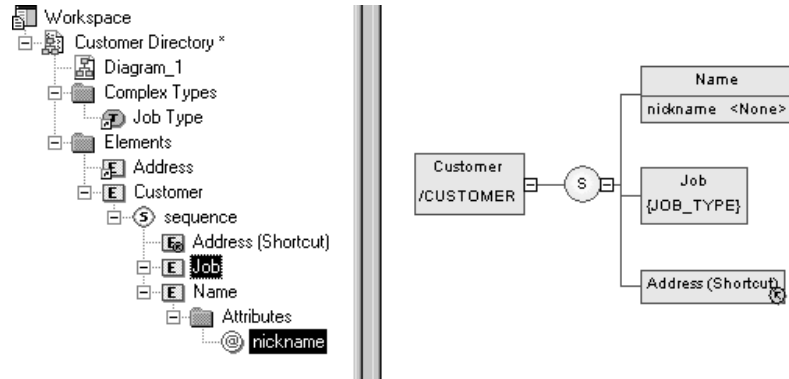 Workspace
Customer Directory *
Diagram_1
Complex Types
Job Type
Elements
Address
Customer
sequence
Address (Shortcut)
Job
Name
Attributes
nickname
Customer
/CUSTOMER
S
Name
nickname <None>
Job
{JOB_TYPE}
Address (Shortcut)